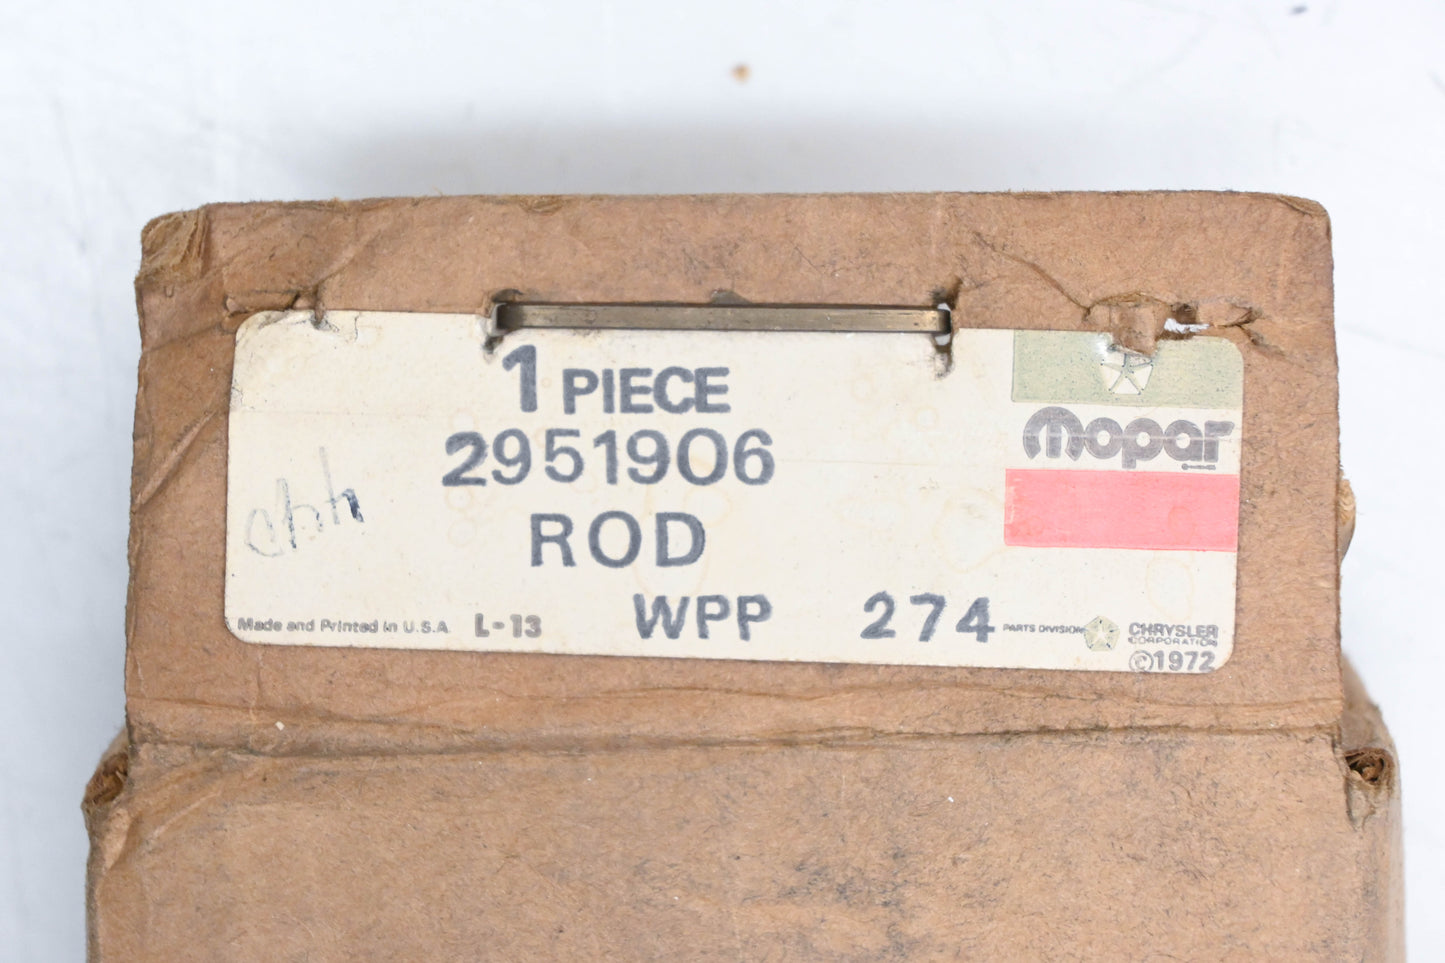 1 PIECE
2951906
ROD
WPP 274
mopar
Made and Printed in U.S.A.
L-13
PARTS DIVISION
CHRYSLER
CORPORATION
©1972